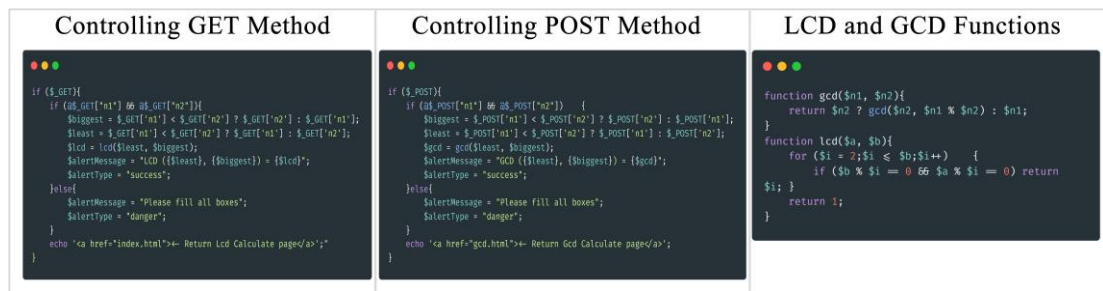 Controlling GET Method
if ($_GET){
if (@$_GET["n1"] && @$_GET["n2"]){
$biggest = $_GET['n1'] < $_GET['n2'] ? $_GET['n2'] : $_GET['n1'];
$least = $_GET['n1'] < $_GET['n2'] ? $_GET['n1'] : $_GET['n2'];
$lcd = lcd($least, $biggest);
$alertMessage = "LCD ({$least}, {$biggest}) = {$lcd}";
$alertType = "success";
}else{
$alertMessage = "Please fill all boxes";
$alertType = "danger";
}
echo '<a href="index.html">← Return Lcd Calculate page</a>';"
}
Controlling POST Method
if ($_POST){
if (@$_POST["n1"] && @$_POST["n2"]) {
$biggest = $_POST['n1'] < $_POST['n2'] ? $_POST['n2'] : $_POST['n1'];
$least = $_POST['n1'] < $_POST['n2'] ? $_POST['n1'] : $_POST['n2'];
$gcd = gcd($least, $biggest);
$alertMessage = "GCD ({$least}, {$biggest}) = {$gcd}";
$alertType = "success";
}else{
$alertMessage = "Please fill all boxes";
$alertType = "danger";
}
echo '<a href="gcd.html">← Return Gcd Calculate page</a>';
}
LCD and GCD Functions
function gcd($n1, $n2){
return $n2 ? gcd($n2, $n1 % $n2) : $n1;
}
function lcd($a, $b){
for ($i = 2;$i ⩽ $b;$i++) {
if ($b % $i == 0 && $a % $i == 0) return
$i; }
return 1;
}